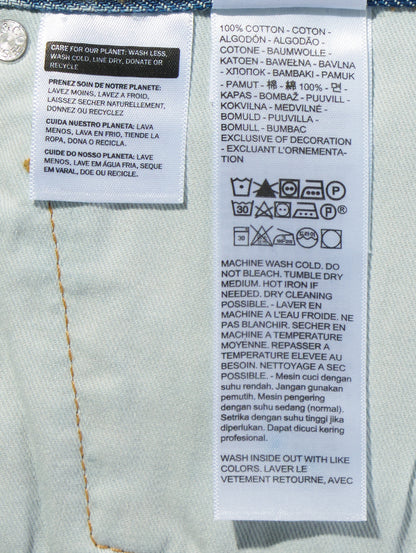 CARE FOR OUR PLANET: WASH LESS,
WASH COLD, LINE DRY, DONATE OR
RECYCLE
PRENEZ SOIN DE NOTRE PLANETE:
LAVEZ MOINS, LAVEZ A FROID,
LAISSEZ SECHER NATURELLEMENT,
DONNEZ OU RECYCLEZ
CUIDA NUESTRO PLANETA: LAVA
MENOS, LAVA EN FRIO, TIENDE LA
ROPA, DONA O RECICLA.
CUIDE DO NOSSO PLANETA: LAVE
MENOS, LAVE EM ÁGUA FRIA, SEQUE
EM VARAL, DOE OU RECICLE.
100% COTTON - COTON -
ALGODÓN - ALGODÃO -
COTONE - BAUMWOLLE -
KATOEN - BAWEŁNA - BAVLNA
- ХЛОПОК - BAMBAKI - PAMUK
- PAMUT - 棉 - 綿 100% - 면 -
KAPAS - BOMBAŽ - PUUVILL -
KOKVILNA - MEDVILNĖ -
BOMULD - PUUVILLA -
BOMULL - BUMBAC
EXCLUSIVE OF DECORATION
- EXCLUANT L'ORNEMENTA-
TION
P
30 P ®
30
MACHINE WASH COLD. DO
NOT BLEACH. TUMBLE DRY
MEDIUM. HOT IRON IF
NEEDED. DRY CLEANING
POSSIBLE. - LAVER EN
MACHINE A L'EAU FROIDE. NE
PAS BLANCHIR. SECHER EN
MACHINE A TEMPERATURE
MOYENNE. REPASSER A
TEMPERATURE ELEVEE AU
BESOIN. NETTOYAGE A SEC
POSSIBLE. - Mesin cuci dengan
suhu rendah. Jangan gunakan
pemutih. Mesin pengering
dengan suhu sedang (normal).
Setrika dengan suhu tinggi jika
diperlukan. Dapat dicuci kering
profesional.
WASH INSIDE OUT WITH LIKE
COLORS. LAVER LE
VETEMENT RETOURNE, AVEC